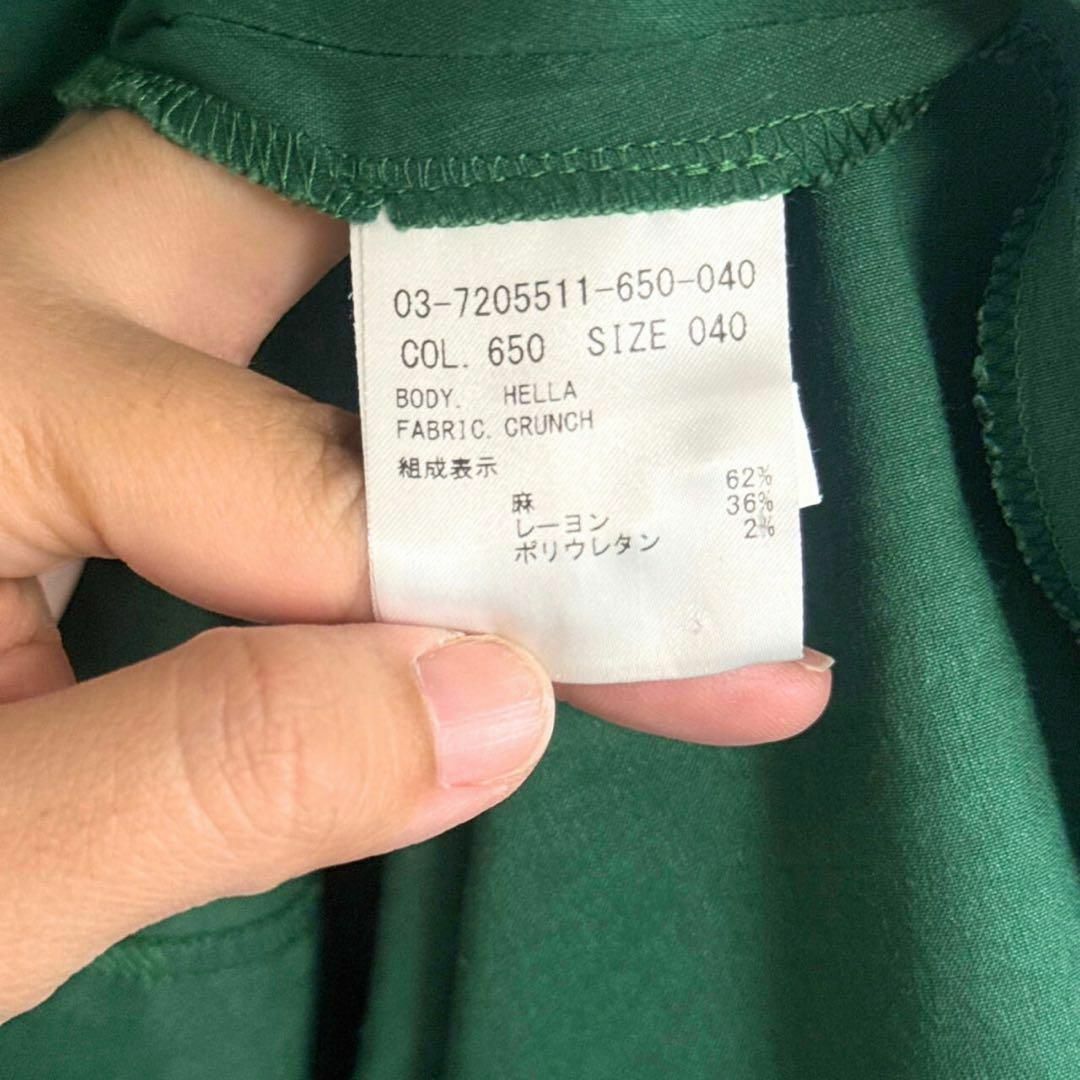 03-7205511-650-040
COL. 650 SIZE 040
BODY. HELLA
FABRIC. CRUNCH
組成表示
麻 62%
レーヨン 36%
ポリウレタン 2%